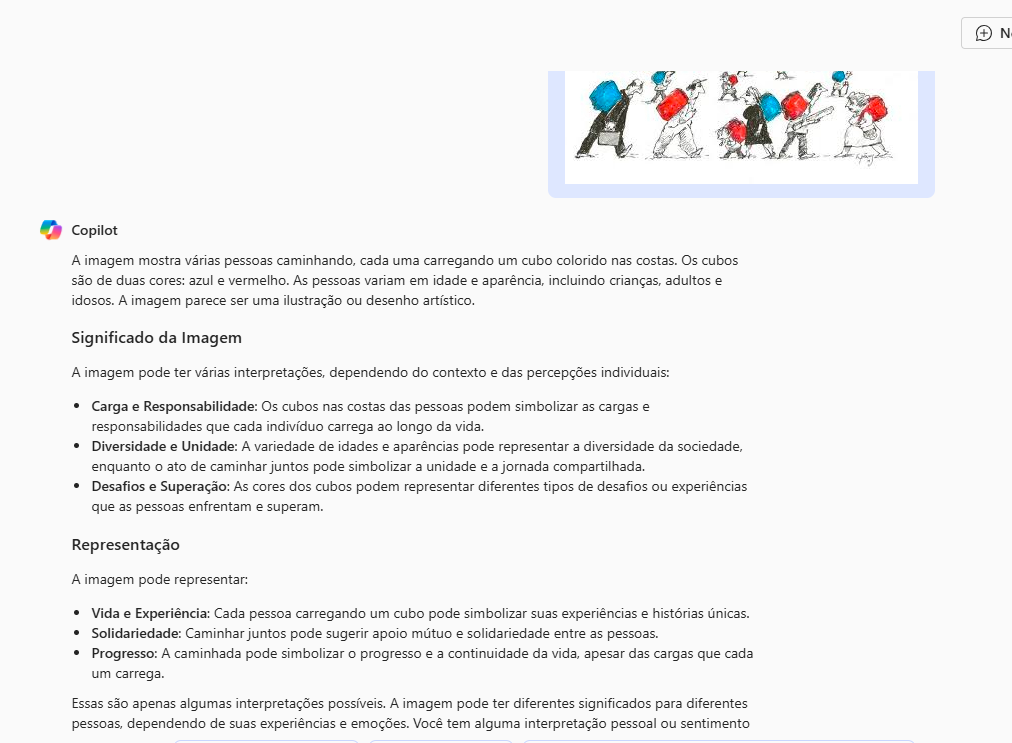 N
Copilot
A imagem mostra várias pessoas caminhando, cada uma carregando um cubo colorido nas costas. Os cubos
são de duas cores: azul e vermelho. As pessoas variam em idade e aparência, incluindo crianças, adultos e
idosos. A imagem parece ser uma ilustração ou desenho artístico.
Significado da Imagem
A imagem pode ter várias interpretações, dependendo do contexto e das percepções individuais:
Carga e Responsabilidade: Os cubos nas costas das pessoas podem simbolizar as cargas e
responsabilidades que cada indivíduo carrega ao longo da vida.
Diversidade e Unidade: A variedade de idades e aparências pode representar a diversidade da sociedade,
enquanto o ato de caminhar juntos pode simbolizar a unidade e a jornada compartilhada.
Desafios e Superação: As cores dos cubos podem representar diferentes tipos de desafios ou experiências
que as pessoas enfrentam e superam.
Representação
A imagem pode representar:
Vida e Experiência: Cada pessoa carregando um cubo pode simbolizar suas experiências e histórias únicas.
Solidariedade: Caminhar juntos pode sugerir apoio mútuo e solidariedade entre as pessoas.
Progresso: A caminhada pode simbolizar o progresso e a continuidade da vida, apesar das cargas que cada
um carrega.
Essas são apenas algumas interpretações possíveis. A imagem pode ter diferentes significados para diferentes
pessoas, dependendo de suas experiências e emoções. Você tem alguma interpretação pessoal ou sentimento